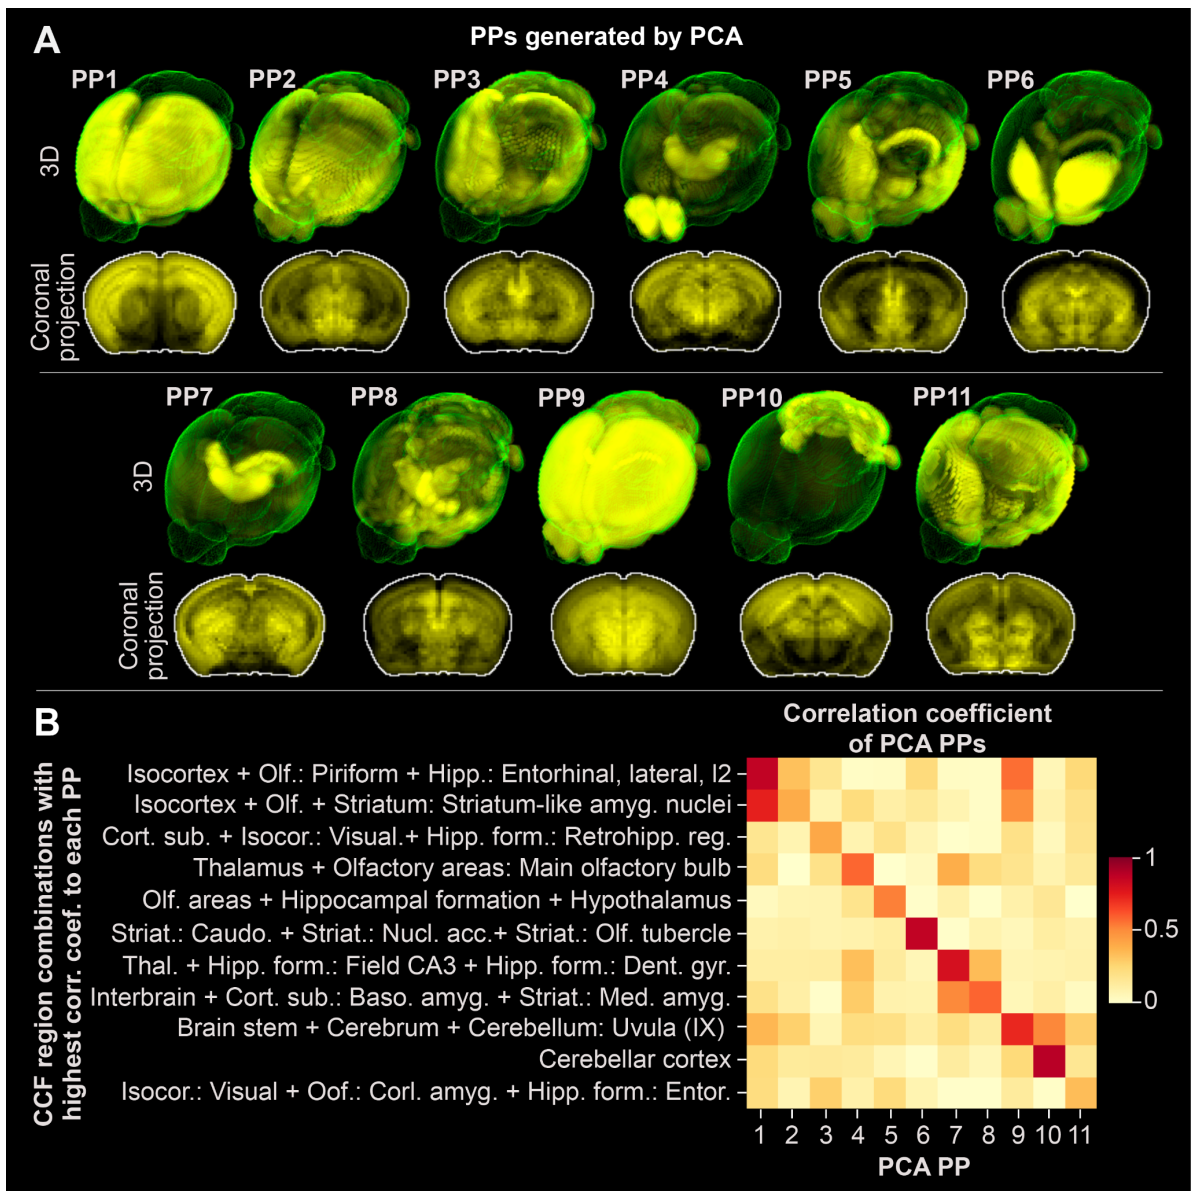 A
PPs generated by PCA
PP1
PP2
PP3
PP4
PP5
PP6
3D
Coronal
projection
PP7
PP8
PP9
PP10
PP11
3D
Coronal
projection
B
Correlation coefficient
of PCA PPs
CCF region combinations with
highest corr. coef. to each PP
Isocortex + Olf.: Piriform + Hipp.: Entorhinal, lateral, l2
Isocortex + Olf. + Striatum: Striatum-like amyg. nuclei
Cort. sub. + Isocor.: Visual.+ Hipp. form.: Retrohipp. reg.
Thalamus + Olfactory areas: Main olfactory bulb
Olf. areas + Hippocampal formation + Hypothalamus
Striat.: Caudo. + Striat.: Nucl. acc.+ Striat.: Olf. tubercle
Thal. + Hipp. form.: Field CA3 + Hipp. form.: Dent. gyr.
Interbrain + Cort. sub.: Baso. amyg. + Striat.: Med. amyg.
Brain stem + Cerebrum + Cerebellum: Uvula (IX)
Cerebellar cortex
Isocor.: Visual + Oof.: Corl. amyg. + Hipp. form.: Entor.
1
0.5
0
1 2 3 4 5 6 7 8 9 10 11
PCA PP